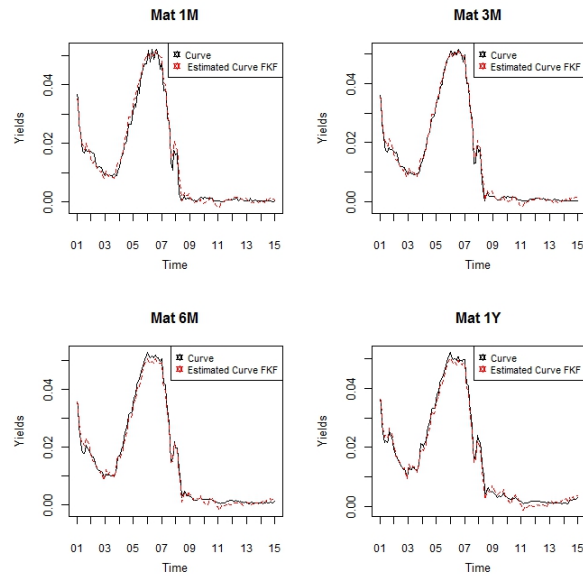 Mat 1M
Curve
Estimated Curve FKF
Yields
0.04
0.02
0.00
01 03 05 07 09 11 13 15
Time
Mat 3M
Curve
Estimated Curve FKF
Yields
0.04
0.02
0.00
01 03 05 07 09 11 13 15
Time
Mat 6M
Curve
Estimated Curve FKF
Yields
0.04
0.02
0.00
01 03 05 07 09 11 13 15
Time
Mat 1Y
Curve
Estimated Curve FKF
Yields
0.04
0.02
0.00
01 03 05 07 09 11 13 15
Time